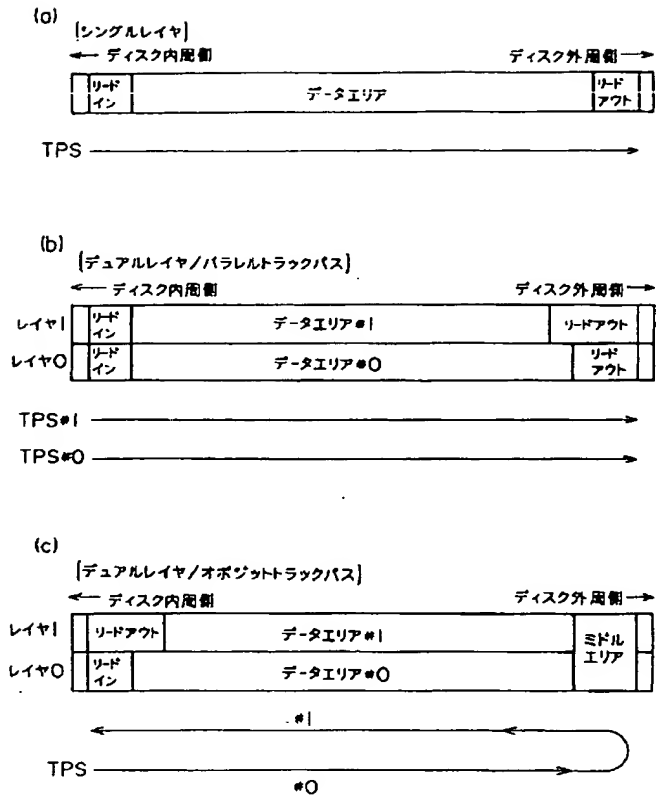 (a)
[シングルレイヤ]
← ディスク内周側 ディスク外周側 →
リードイン データエリア リードアウト
TPS
(b)
[デュアルレイヤ/パラレルトラックパス]
← ディスク内周側 ディスク外周側 →
レイヤ1 リードイン データエリア#1 リードアウト
レイヤ0 リードイン データエリア#0 リードアウト
TPS#1
TPS#0
(c)
[デュアルレイヤ/オポジットトラックパス]
← ディスク内周側 ディスク外周側 →
レイヤ1 リードアウト データエリア#1 ミドルエリア
レイヤ0 リードイン データエリア#0
#1
TPS
#0